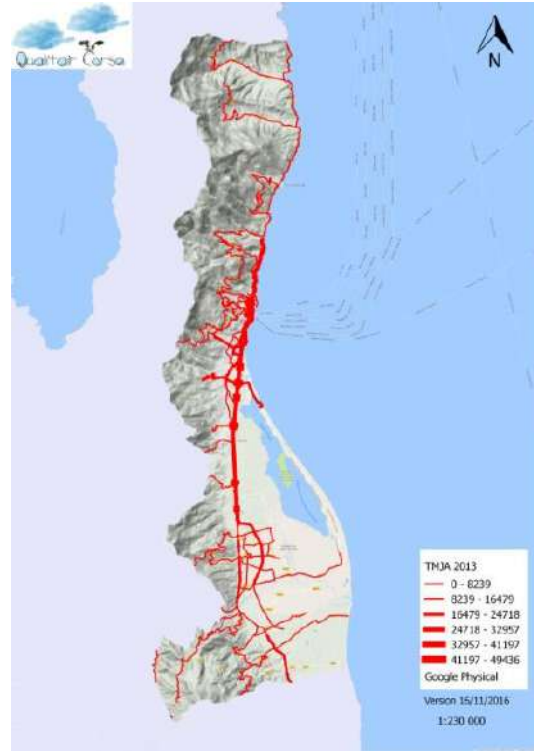 Qualitair Corse
N
TMJA 2013
0 - 8239
8239 - 16479
16479 - 24718
24718 - 32957
32957 - 41197
41197 - 49436
Google Physical
Version 16/11/2016
1:230 000